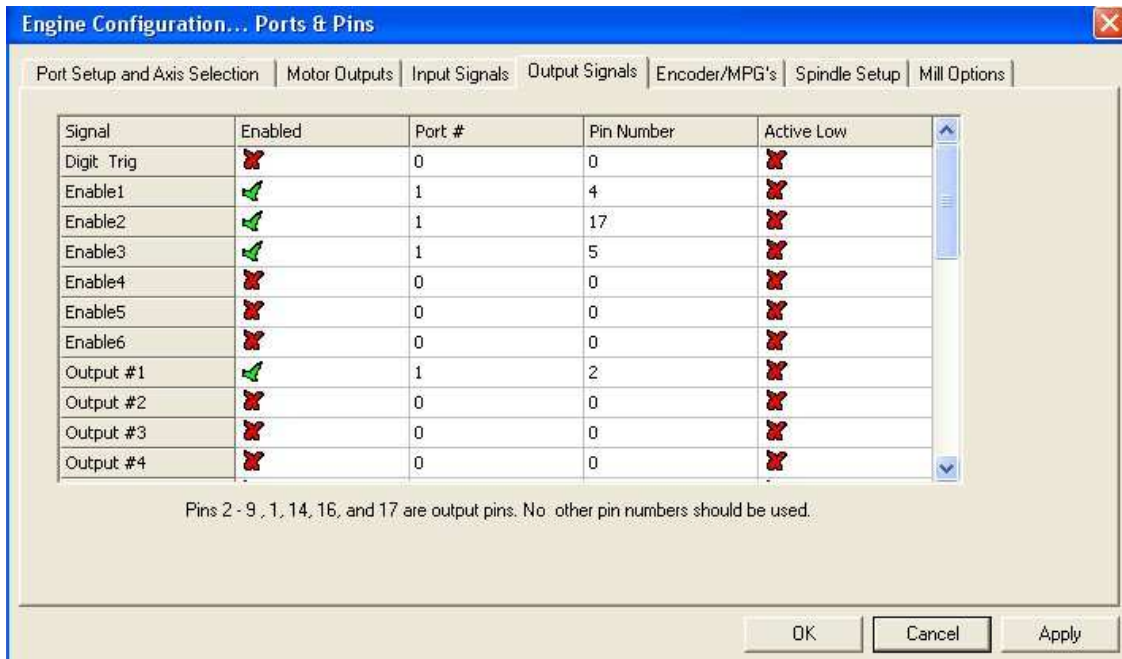 Engine Configuration... Ports & Pins
Port Setup and Axis Selection Motor Outputs Input Signals Output Signals Encoder/MPG's Spindle Setup Mill Options
Signal Enabled Port # Pin Number Active Low
Digit Trig 0 0
Enable1 1 4
Enable2 1 17
Enable3 1 5
Enable4 0 0
Enable5 0 0
Enable6 0 0
Output #1 1 2
Output #2 0 0
Output #3 0 0
Output #4 0 0
Pins 2 - 9 , 1, 14, 16, and 17 are output pins. No other pin numbers should be used.
OK Cancel Apply